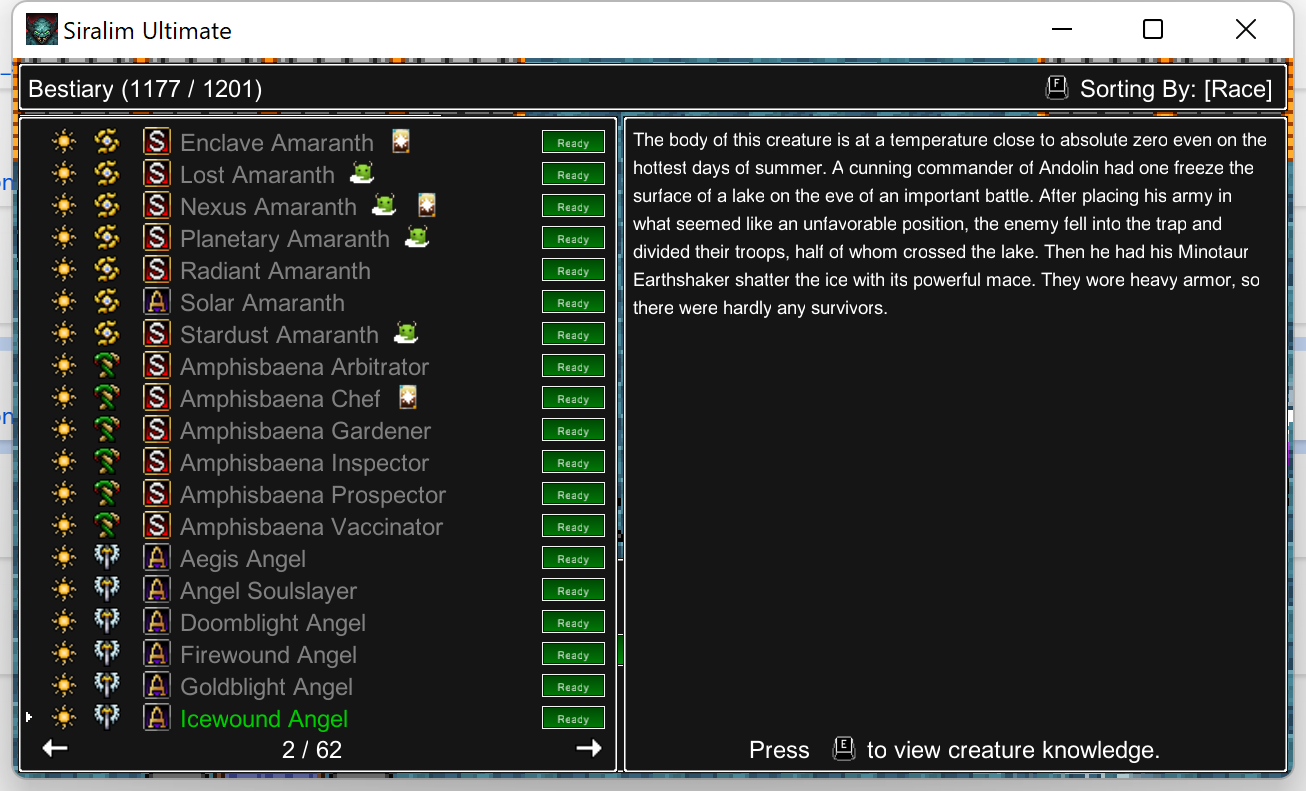 Siralim Ultimate
Bestiary (1177 / 1201)
F Sorting By: [Race]
S Enclave Amaranth Ready
S Lost Amaranth Ready
S Nexus Amaranth Ready
S Planetary Amaranth Ready
S Radiant Amaranth Ready
A Solar Amaranth Ready
S Stardust Amaranth Ready
S Amphisbaena Arbitrator Ready
S Amphisbaena Chef Ready
S Amphisbaena Gardener Ready
S Amphisbaena Inspector Ready
S Amphisbaena Prospector Ready
S Amphisbaena Vaccinator Ready
A Aegis Angel Ready
A Angel Soulslayer Ready
A Doomblight Angel Ready
A Firewound Angel Ready
A Goldblight Angel Ready
A Icewound Angel Ready
2 / 62
The body of this creature is at a temperature close to absolute zero even on the
hottest days of summer. A cunning commander of Andolin had one freeze the
surface of a lake on the eve of an important battle. After placing his army in
what seemed like an unfavorable position, the enemy fell into the trap and
divided their troops, half of whom crossed the lake. Then he had his Minotaur
Earthshaker shatter the ice with its powerful mace. They wore heavy armor, so
there were hardly any survivors.
Press E to view creature knowledge.